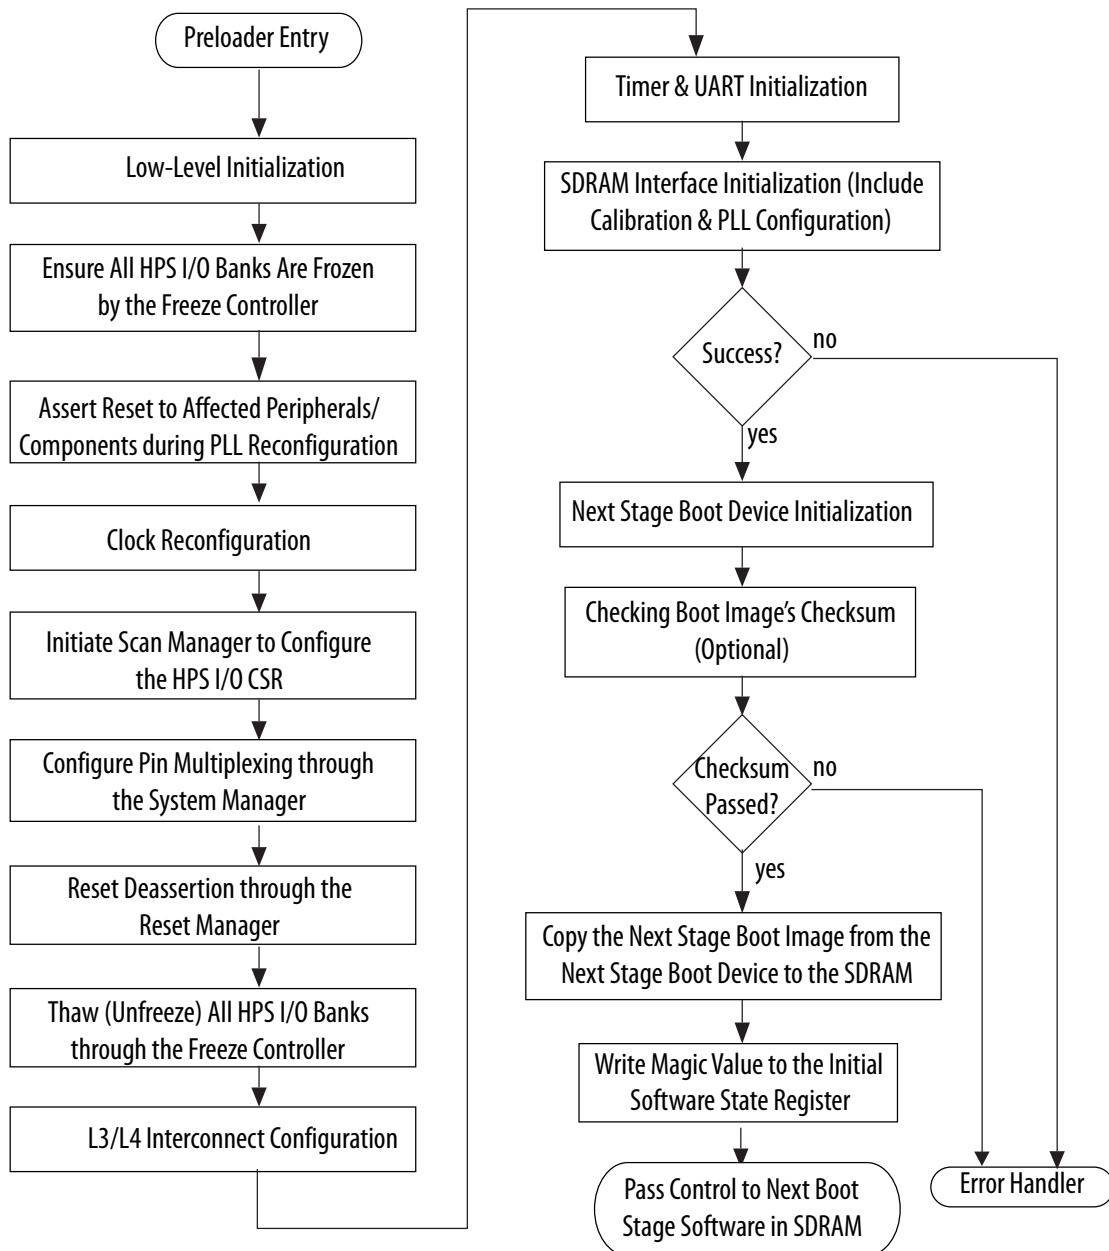 Preloader Entry
Low-Level Initialization
Ensure All HPS I/O Banks Are Frozen
by the Freeze Controller
Assert Reset to Affected Peripherals/
Components during PLL Reconfiguration
Clock Reconfiguration
Initiate Scan Manager to Configure
the HPS I/O CSR
Configure Pin Multiplexing through
the System Manager
Reset Deassertion through the
Reset Manager
Thaw (Unfreeze) All HPS I/O Banks
through the Freeze Controller
L3/L4 Interconnect Configuration
Timer & UART Initialization
SDRAM Interface Initialization (Include
Calibration & PLL Configuration)
Success?
no
yes
Next Stage Boot Device Initialization
Checking Boot Image's Checksum
(Optional)
Checksum
Passed?
no
yes
Copy the Next Stage Boot Image from the
Next Stage Boot Device to the SDRAM
Write Magic Value to the Initial
Software State Register
Pass Control to Next Boot
Stage Software in SDRAM
Error Handler